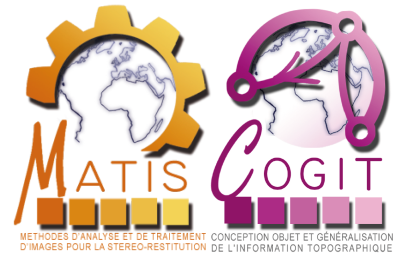 MATIS
METHODES D'ANALYSE ET DE TRAITEMENT
D'IMAGES POUR LA STEREO-RESTITUTION
COGIT
CONCEPTION OBJET ET GÉNÉRALISATION
DE L'INFORMATION TOPOGRAPHIQUE